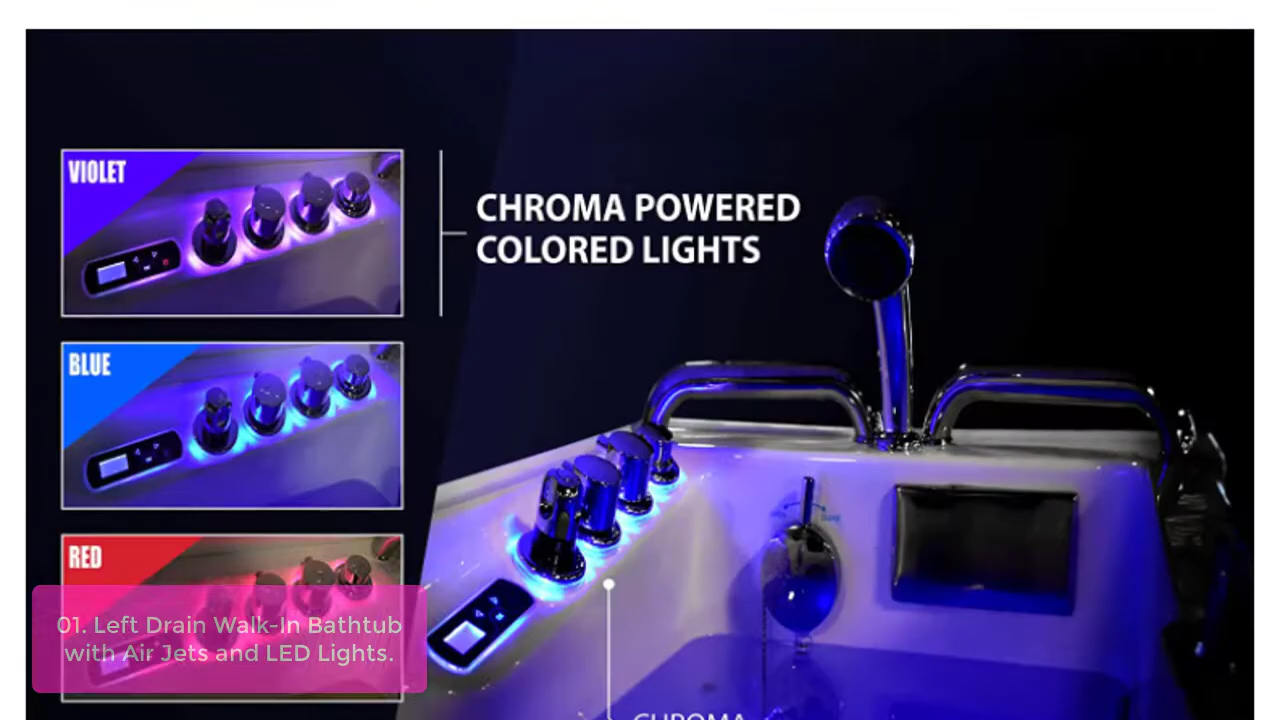 VIOLET
CHROMA POWERED
COLORED LIGHTS
BLUE
RED
01. Left Drain Walk-In Bathtub
with Air Jets and LED Lights.
CHROMA